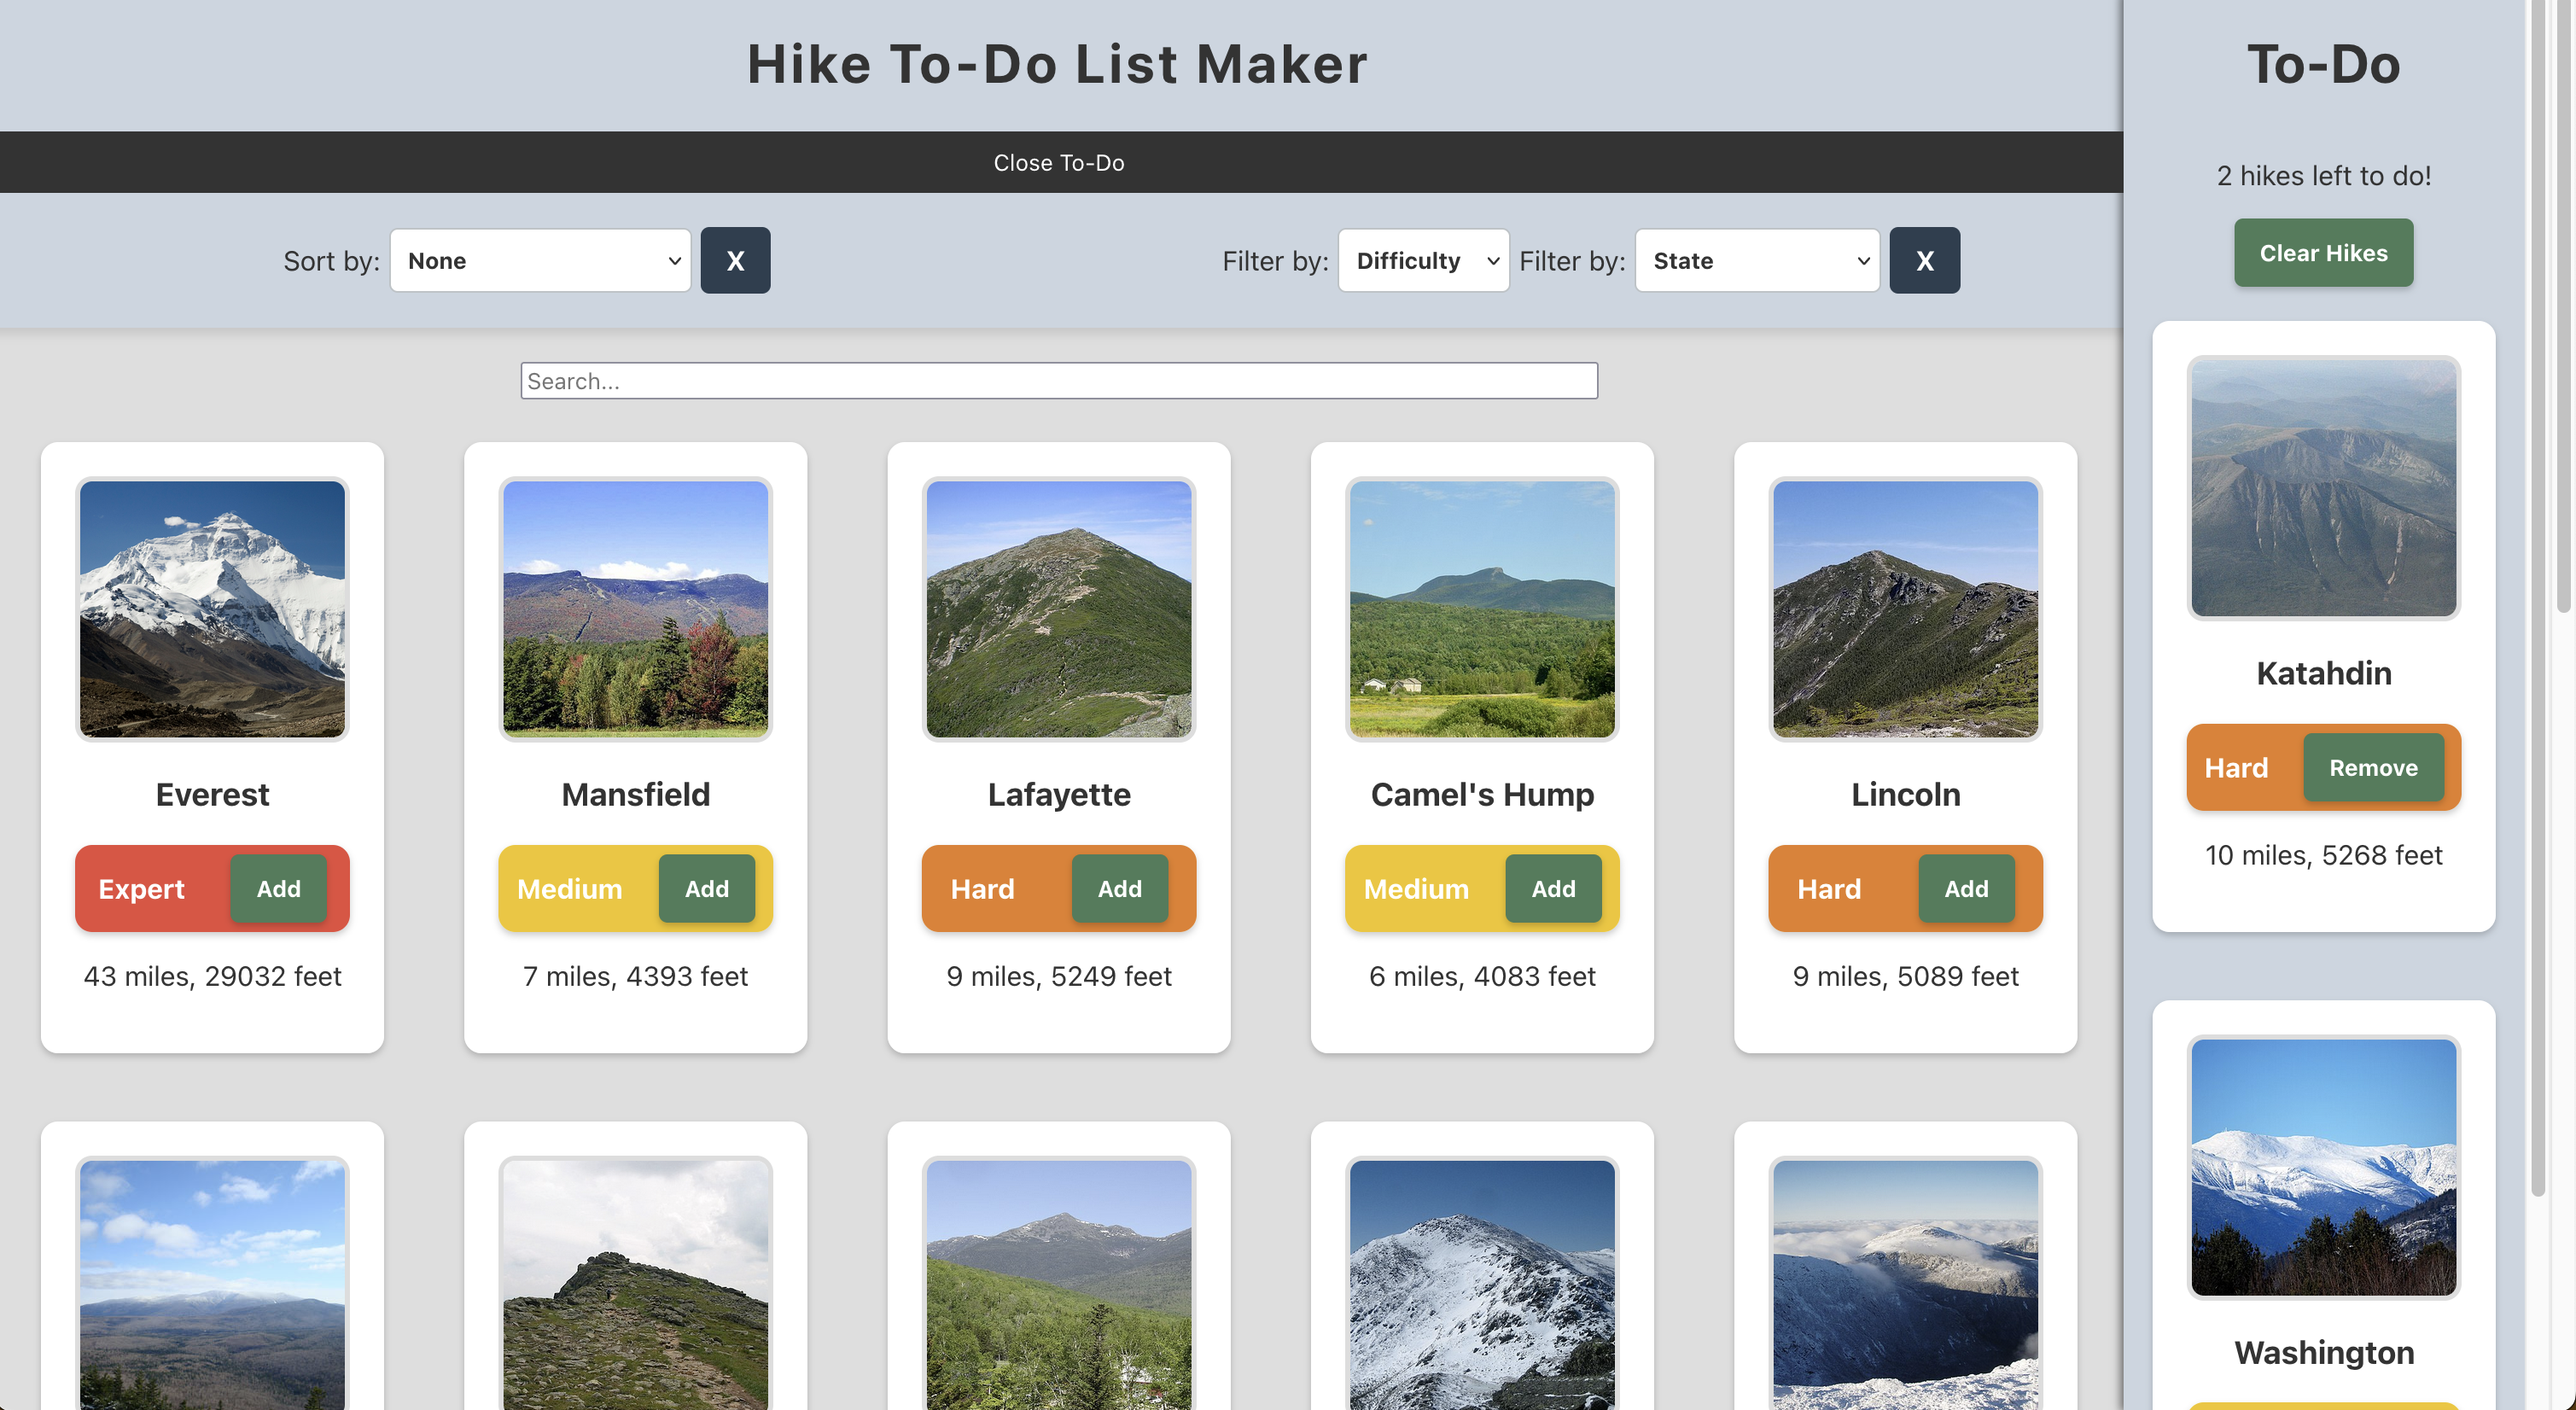 Hike To-Do List Maker
Close To-Do
Sort by: None X
Filter by: Difficulty Filter by: State X
Search...
Everest
Expert Add
43 miles, 29032 feet
Mansfield
Medium Add
7 miles, 4393 feet
Lafayette
Hard Add
9 miles, 5249 feet
Camel's Hump
Medium Add
6 miles, 4083 feet
Lincoln
Hard Add
9 miles, 5089 feet
To-Do
2 hikes left to do!
Clear Hikes
Katahdin
Hard Remove
10 miles, 5268 feet
Washington